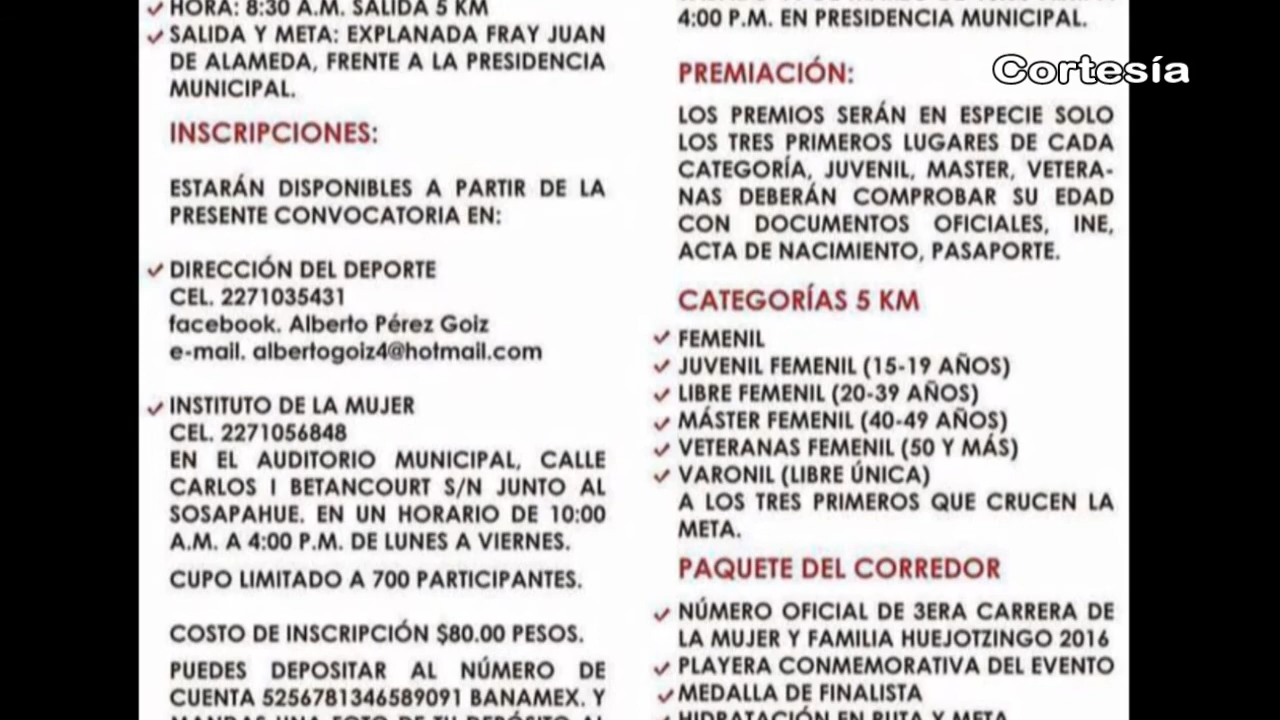 HORA: 8:30 A.M. SALIDA 5 KM
SALIDA Y META: EXPLANADA FRAY JUAN
DE ALAMEDA, FRENTE A LA PRESIDENCIA
MUNICIPAL.
INSCRIPCIONES:
ESTARÁN DISPONIBLES A PARTIR DE LA
PRESENTE CONVOCATORIA EN:
DIRECCIÓN DEL DEPORTE
CEL. 2271035431
facebook. Alberto Pérez Goiz
e-mail. albertogoiz4@hotmail.com
INSTITUTO DE LA MUJER
CEL. 2271056848
EN EL AUDITORIO MUNICIPAL, CALLE
CARLOS I BETANCOURT S/N JUNTO AL
SOSAPAHUE. EN UN HORARIO DE 10:00
A.M. A 4:00 P.M. DE LUNES A VIERNES.
CUPO LIMITADO A 700 PARTICIPANTES.
COSTO DE INSCRIPCIÓN $80.00 PESOS.
PUEDES DEPOSITAR AL NÚMERO DE
CUENTA 5256781346589091 BANAMEX. Y
4:00 P.M. EN PRESIDENCIA MUNICIPAL.
Cortesía
PREMIACIÓN:
LOS PREMIOS SERÁN EN ESPECIE SOLO
LOS TRES PRIMEROS LUGARES DE CADA
CATEGORÍA, JUVENIL, MASTER, VETERA-
NAS DEBERÁN COMPROBAR SU EDAD
CON DOCUMENTOS OFICIALES, INE,
ACTA DE NACIMIENTO, PASAPORTE.
CATEGORÍAS 5 KM
FEMENIL
JUVENIL FEMENIL (15-19 AÑOS)
LIBRE FEMENIL (20-39 AÑOS)
MÁSTER FEMENIL (40-49 AÑOS)
VETERANAS FEMENIL (50 Y MÁS)
VARONIL (LIBRE ÚNICA)
A LOS TRES PRIMEROS QUE CRUCEN LA
META.
PAQUETE DEL CORREDOR
NÚMERO OFICIAL DE 3ERA CARRERA DE
LA MUJER Y FAMILIA HUEJOTZINGO 2016
PLAYERA CONMEMORATIVA DEL EVENTO
MEDALLA DE FINALISTA
HIDRATACIÓN EN RUTA Y META